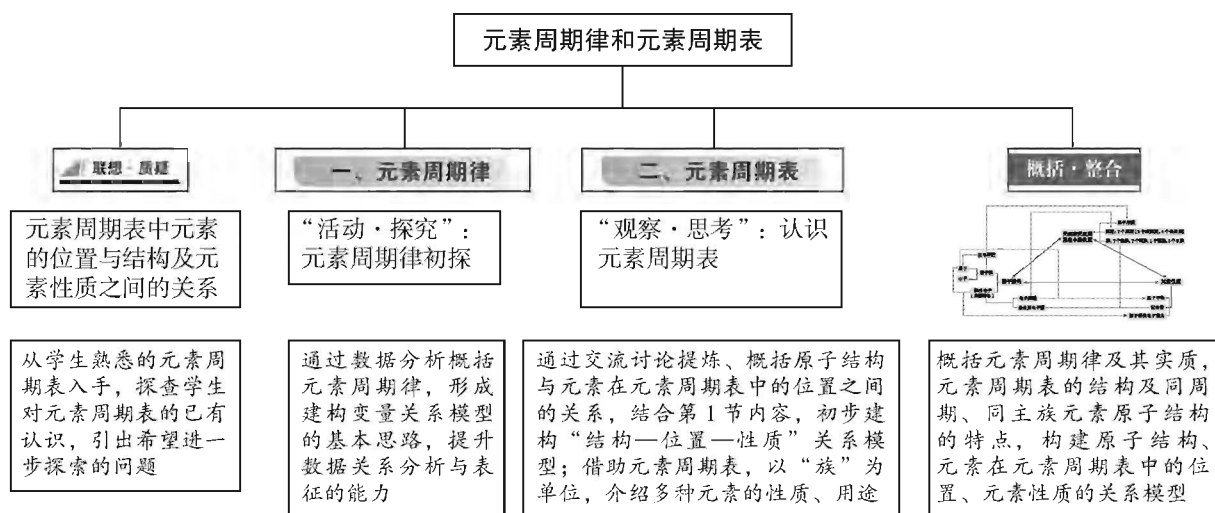 元素周期律和元素周期表
联想·质疑
一、元素周期律
二、元素周期表
概括·整合
元素周期表中元素
的位置与结构及元
素性质之间的关系
“活动·探究”：
元素周期律初探
“观察·思考”：认识
元素周期表
从学生熟悉的元素周
期表入手，探查学生
对元素周期表的已有
认识，引出希望进一
步探索的问题
通过数据分析概括
元素周期律，形成
建构变量关系模型
的基本思路，提升
数据关系分析与表
征的能力
通过交流讨论提炼、概括原子结构
与元素在元素周期表中的位置之间
的关系，结合第1节内容，初步建
构“结构—位置—性质”关系模
型；借助元素周期表，以“族”为
单位，介绍多种元素的性质、用途
概括元素周期律及其实质，
元素周期表的结构及同周
期、同主族元素原子结构
的特点，构建原子结构、
元素在元素周期表中的位
置、元素性质的关系模型